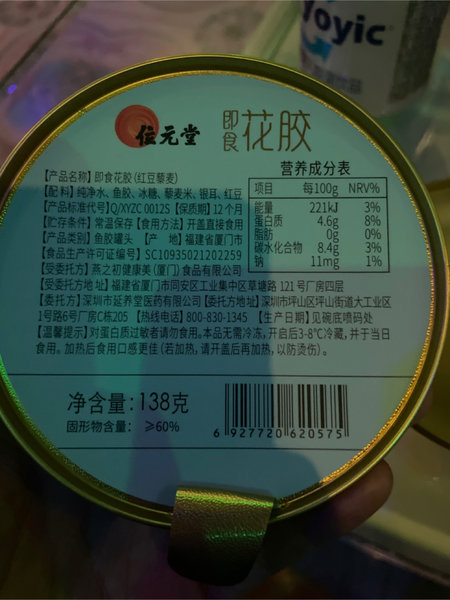 Yoyic
位元堂
即食花胶
【产品名称】即食花胶(红豆藜麦)
【配 料】纯净水、鱼胶、冰糖、藜麦米、银耳、红豆
【产品标准代号】Q/XYZC 0012S【保质期】12个月
【贮存条件】常温保存【食用方法】开盖直接食用
【产品类别】鱼胶罐头 【产 地】福建省厦门市
【食品生产许可证编号】SC10935021202259
【受委托方】燕之初健康美(厦门)食品有限公司
【受委托方地址】福建省厦门市同安区工业集中区草塘路121号厂房四层
【委托方】深圳市延养堂医药有限公司【委托方地址】深圳市坪山区坪山街道大工业区
1号路6号厂房C栋205 【热线电话】800-830-1345 【生产日期】见碗底喷码处
【温馨提示】对蛋白质过敏者请勿食用。本品无需冷冻,开启后3-8℃冷藏,并于当日
食用。加热后食用口感更佳(若加热,请开盖后再加热,以防烫伤)。
营养成分表
项目 每100g NRV%
能量 221kJ 3%
蛋白质 4.6g 8%
脂肪 0g 0%
碳水化合物 8.4g 3%
钠 11mg 1%
净含量:138克
固形物含量: ≥60%
6 927720 620575